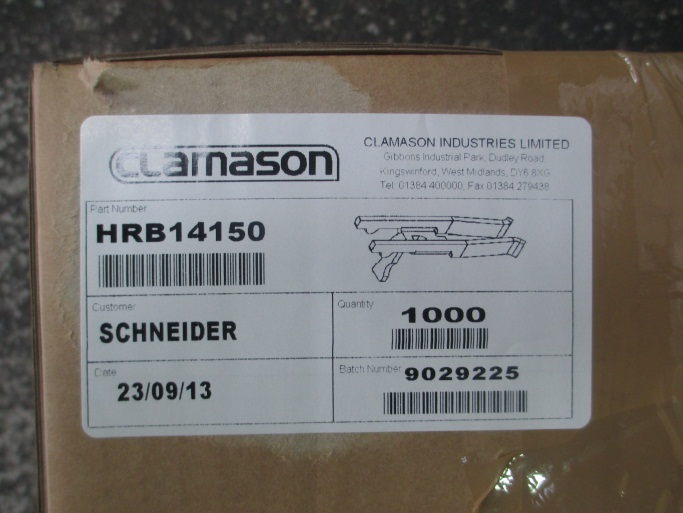 CLAMASON
CLAMASON INDUSTRIES LIMITED
Gibbons Industrial Park, Dudley Road
Kingswinford, West Midlands, DY6 8XG
Tel: 01384 400000, Fax 01384 279438
Part Number
HRB14150
Customer
SCHNEIDER
Quantity
1000
Date
23/09/13
Batch Number
9029225